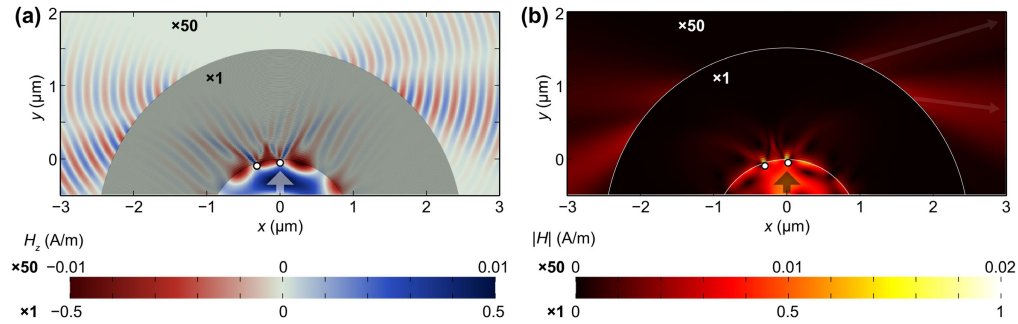 (a)
×50
×1
2
1
0
y (μm)
−3 −2 −1 0 1 2 3
x (μm)
Hz (A/m)
×50 −0.01 0 0.01
×1 −0.5 0 0.5
(b)
×50
×1
2
1
0
y (μm)
−3 −2 −1 0 1 2 3
x (μm)
|H| (A/m)
×50 0 0.01 0.02
×1 0 0.5 1